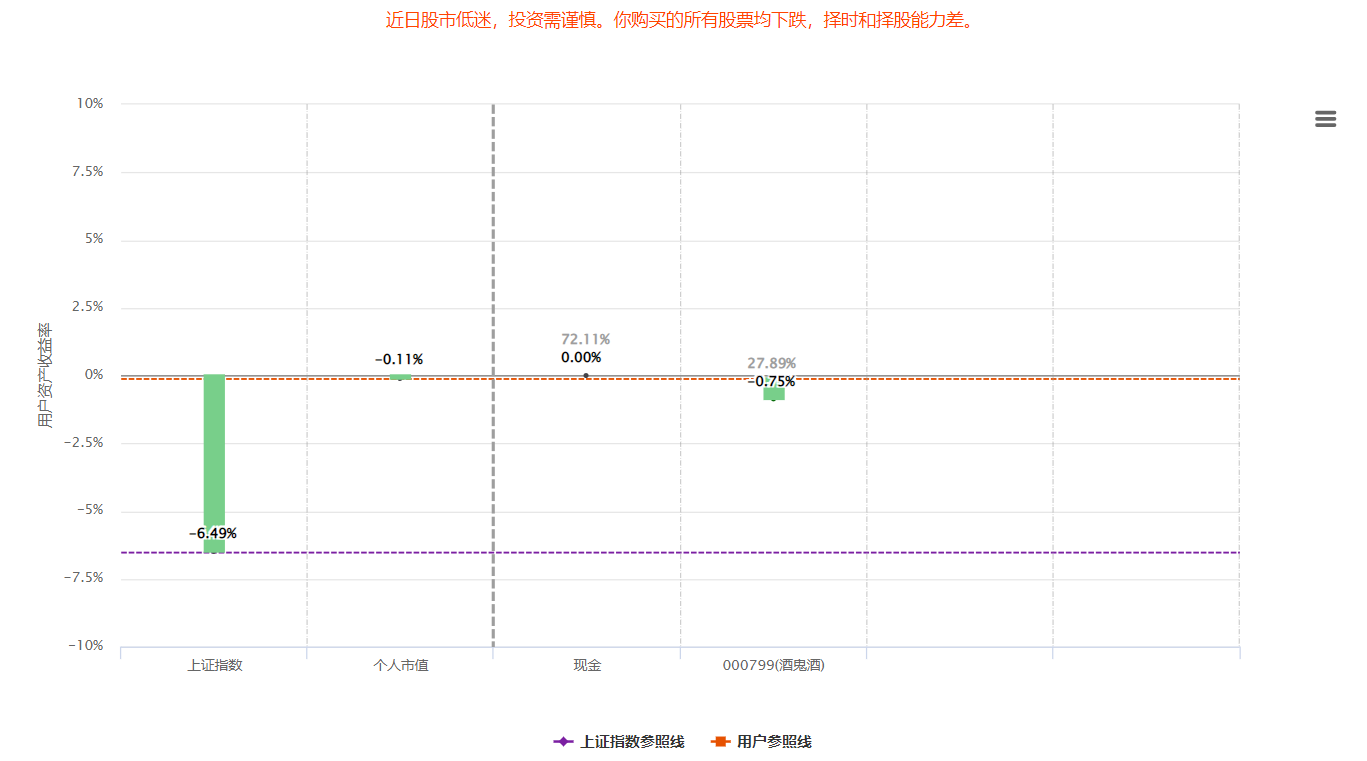 近日股市低迷，投资需谨慎。你购买的所有股票均下跌，择时和择股能力差。
10%
7.5%
5%
2.5%
0%
−2.5%
−5%
−7.5%
−10%
用户资产收益率
−6.49%
−0.11%
72.11%
0.00%
27.89%
−0.75%
上证指数
个人市值
现金
000799(酒鬼酒)
上证指数参照线
用户参照线